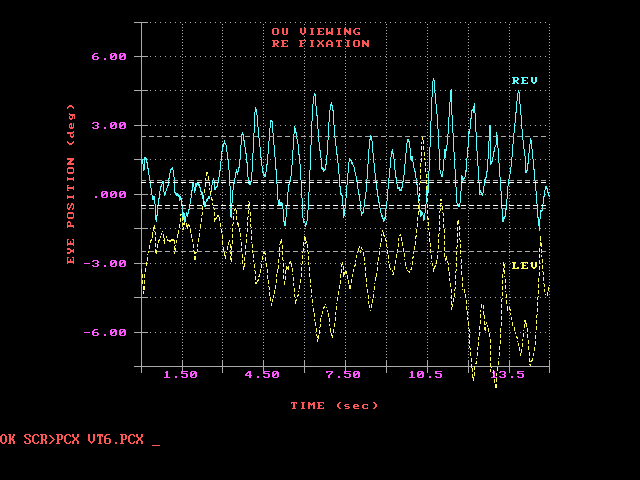 OU VIEWING
RE FIXATION
6.00
REV
3.00
EYE POSITION (deg)
.000
-3.00
LEV
-6.00
1.50 4.50 7.50 10.5 13.5
TIME (sec)
OK SCR>PCX VT6.PCX _